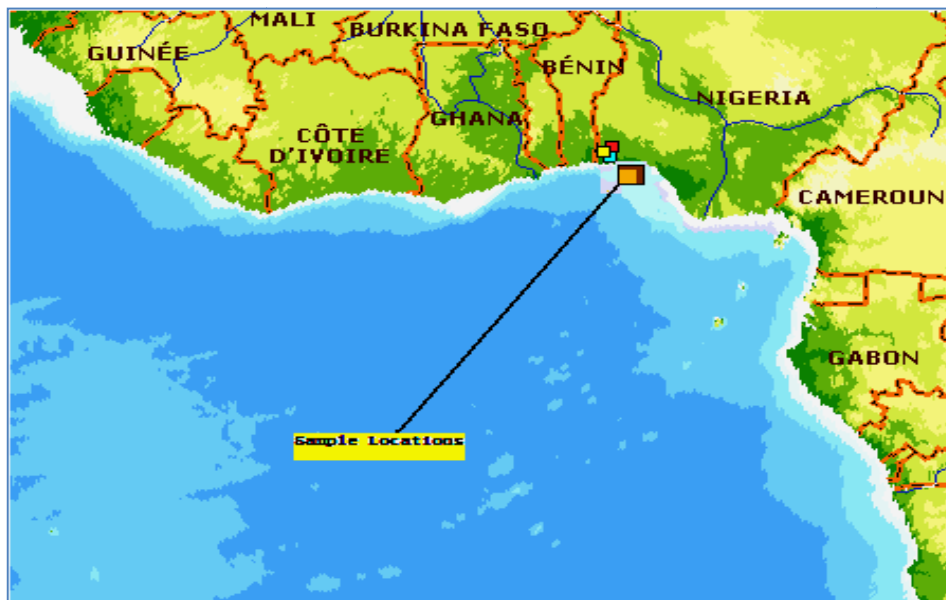 MALI
BURKINA FASO
GUINÉE
BÉNIN
NIGERIA
GHANA
CÔTE
D'IVOIRE
CAMEROUN
GABON
Sample Locations